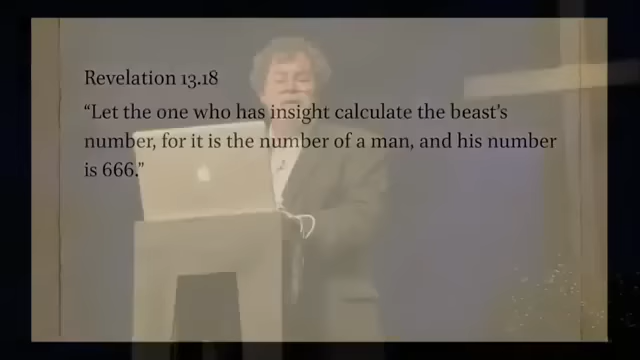 Revelation 13.18
“Let the one who has insight calculate the beast’s
number, for it is the number of a man, and his number
is 666.”